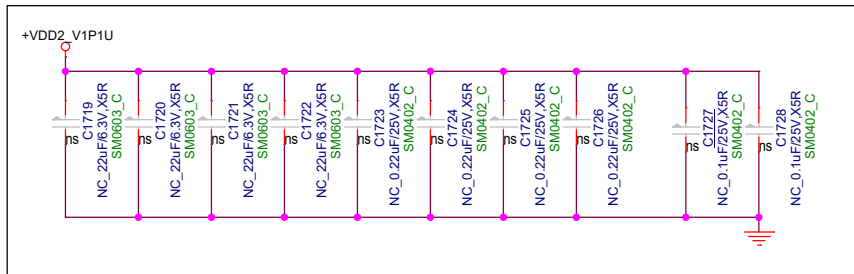 +VDD2_V1P1U
ns
C1719
NC_22uF/6.3V,X5R
SM0603_C
ns
C1720
NC_22uF/6.3V,X5R
SM0603_C
ns
C1721
NC_22uF/6.3V,X5R
SM0603_C
ns
C1722
NC_22uF/6.3V,X5R
SM0603_C
ns
C1723
NC_0.22uF/25V,X5R
SM0402_C
ns
C1724
NC_0.22uF/25V,X5R
SM0402_C
ns
C1725
NC_0.22uF/25V,X5R
SM0402_C
ns
C1726
NC_0.22uF/25V,X5R
SM0402_C
ns
C1727
NC_0.1uF/25V,X5R
SM0402_C
ns
C1728
NC_0.1uF/25V,X5R
SM0402_C